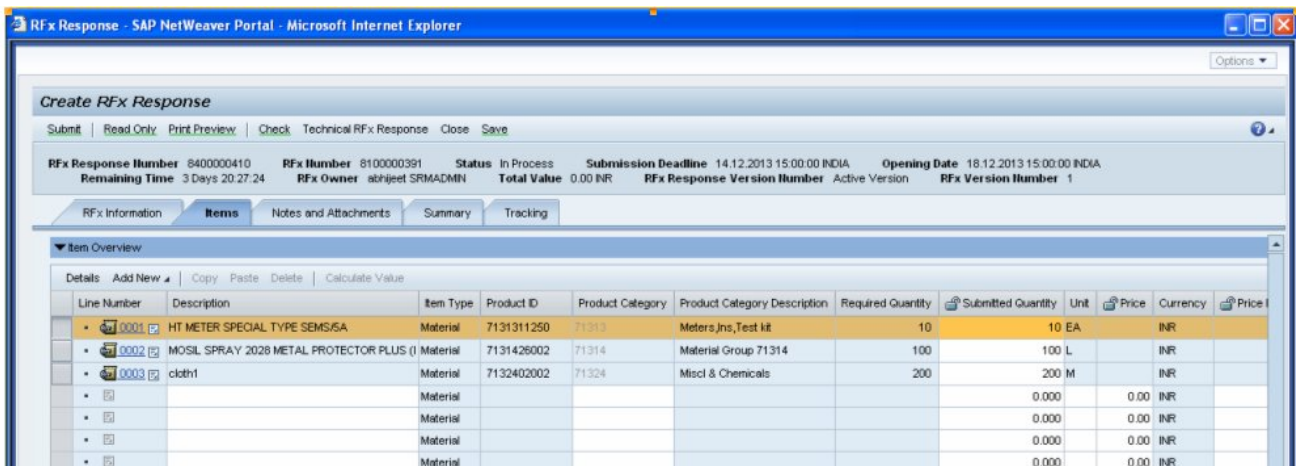 RFx Response - SAP NetWeaver Portal - Microsoft Internet Explorer
Options
Create RFx Response
Submit | Read Only Print Preview | Check Technical RFx Response Close Save
RFx Response Number 8400000410 RFx Number 8100000391 Status In Process Submission Deadline 14.12.2013 15:00:00 INDIA Opening Date 18.12.2013 15:00:00 INDIA
Remaining Time 3 Days 20:27:24 RFx Owner abhijeet SRMADMIN Total Value 0.00 INR RFx Response Version Number Active Version RFx Version Number 1
RFx Information Items Notes and Attachments Summary Tracking
Item Overview
Details Add New | Copy Paste Delete | Calculate Value
Line Number Description Item Type Product ID Product Category Product Category Description Required Quantity Submitted Quantity Unit Price Currency Price
0001 HT METER SPECIAL TYPE SEMS/5A Material 7131311250 71313 Meters,Ins,Test kit 10 10 EA INR
0002 MOSIL SPRAY 2028 METAL PROTECTOR PLUS ( Material 7131426002 71314 Material Group 71314 100 100 L INR
0003 cloth1 Material 7132402002 71324 Miscl & Chemicals 200 200 M INR
Material 0.000 0.00 INR
Material 0.000 0.00 INR
Material 0.000 0.00 INR
Material 0.000 0.00 INR